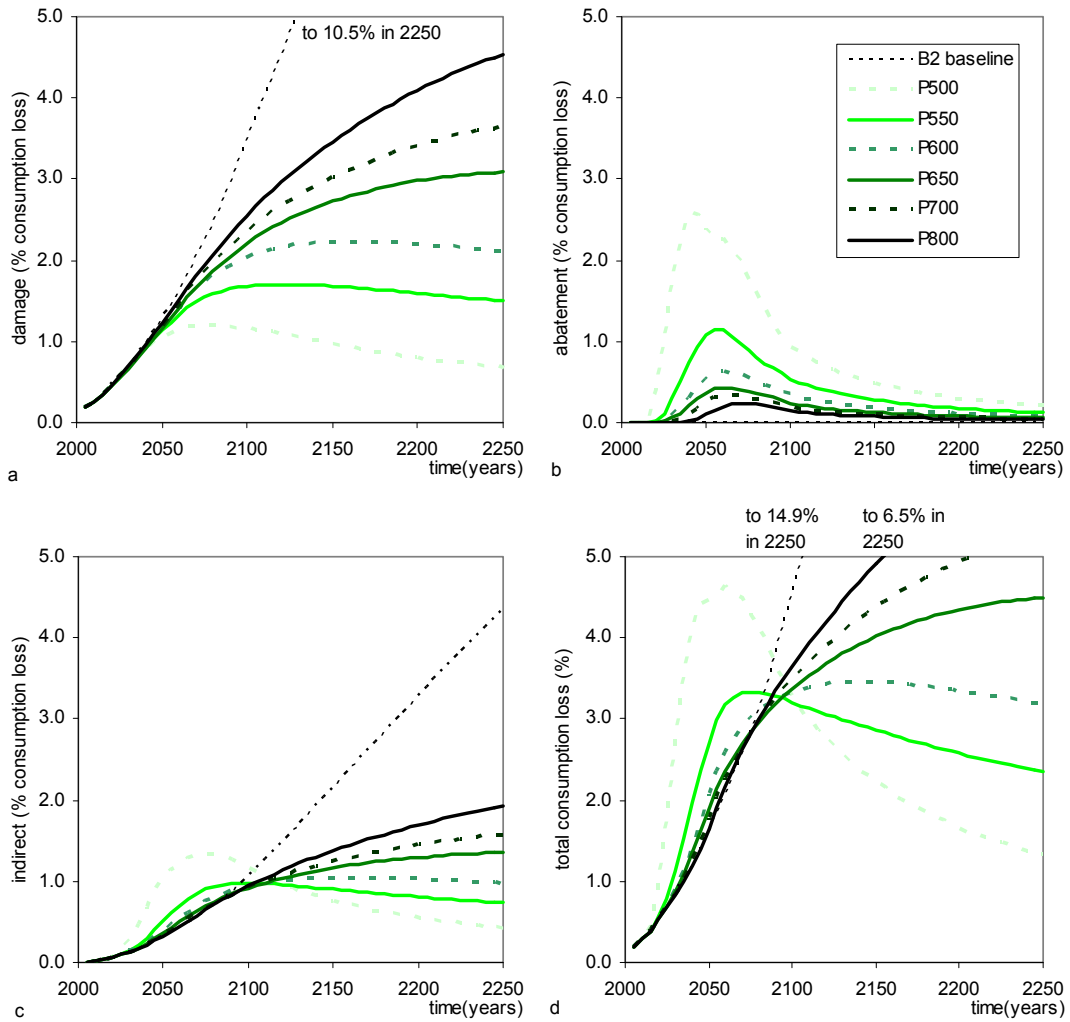 5.0
4.0
3.0
2.0
1.0
0.0
damage (% consumption loss)
to 10.5% in 2250
2000 2050 2100 2150 2200 2250
time(years)
a
5.0
4.0
3.0
2.0
1.0
0.0
abatement (% consumption loss)
B2 baseline
P500
P550
P600
P650
P700
P800
2000 2050 2100 2150 2200 2250
time(years)
b
5.0
4.0
3.0
2.0
1.0
0.0
indirect (% consumption loss)
2000 2050 2100 2150 2200 2250
time(years)
c
to 14.9%
in 2250
to 6.5% in
2250
5.0
4.0
3.0
2.0
1.0
0.0
total consumption loss (%)
2000 2050 2100 2150 2200 2250
time(years)
d